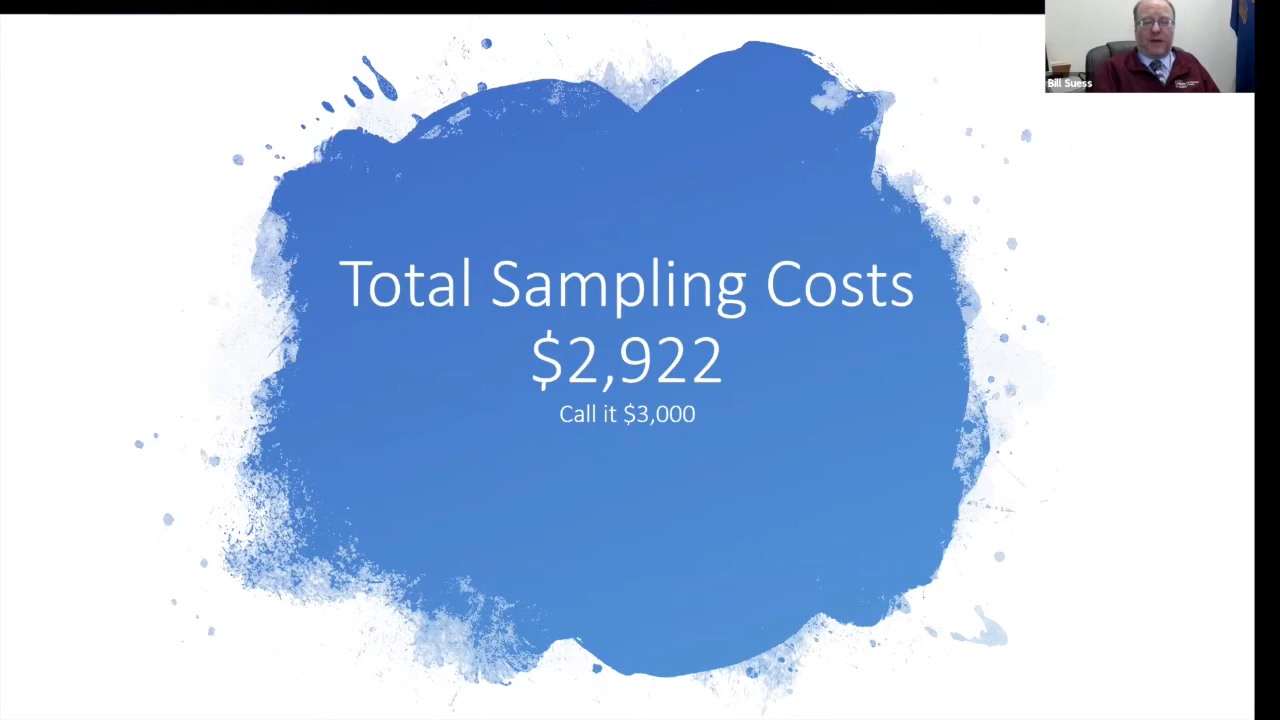 Bill Suess
Total Sampling Costs
$2,922
Call it $3,000